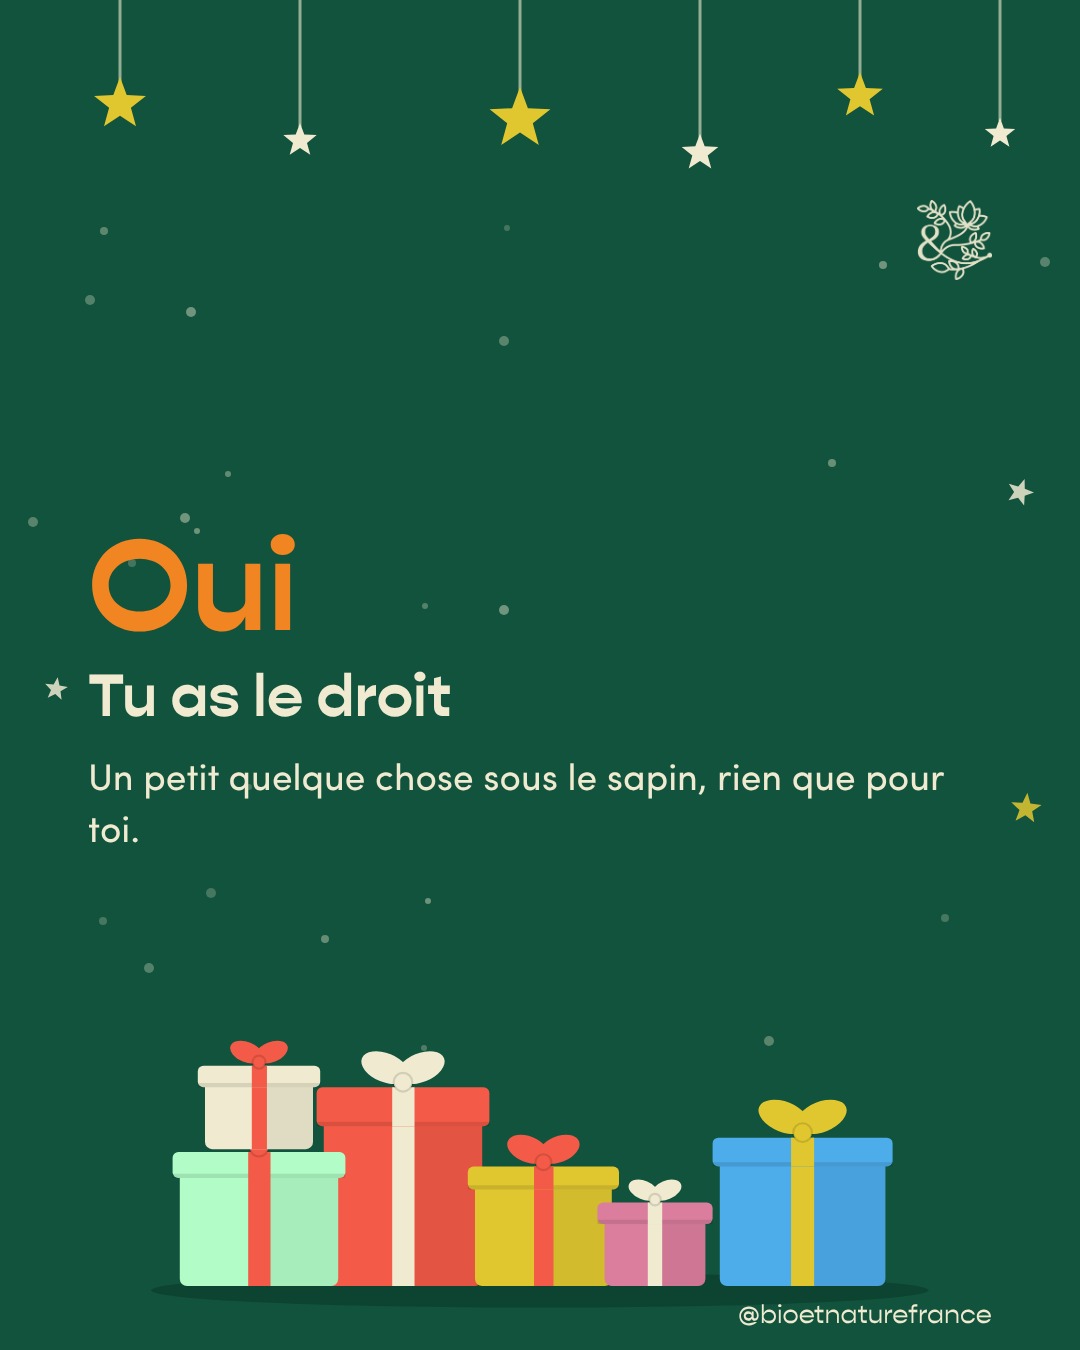 &
Oui
Tu as le droit
Un petit quelque chose sous le sapin, rien que pour
toi.
@bioetnaturefrance